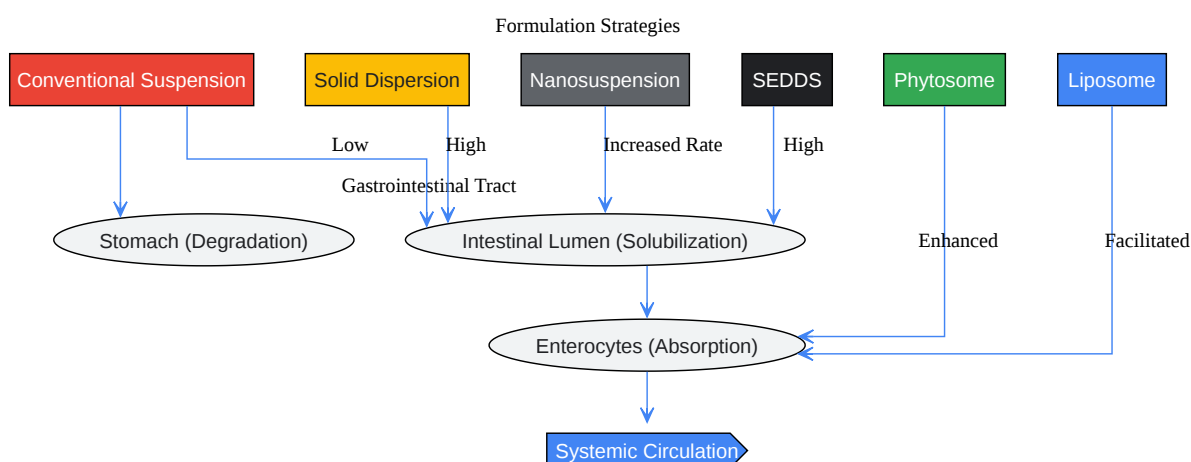 Formulation Strategies
Conventional Suspension
Solid Dispersion
Nanosuspension
SEDDS
Phytosome
Liposome
Low
High
Increased Rate
High
Gastrointestinal Tract
Stomach (Degradation)
Intestinal Lumen (Solubilization)
Enhanced
Facilitated
Enterocytes (Absorption)
Systemic Circulation